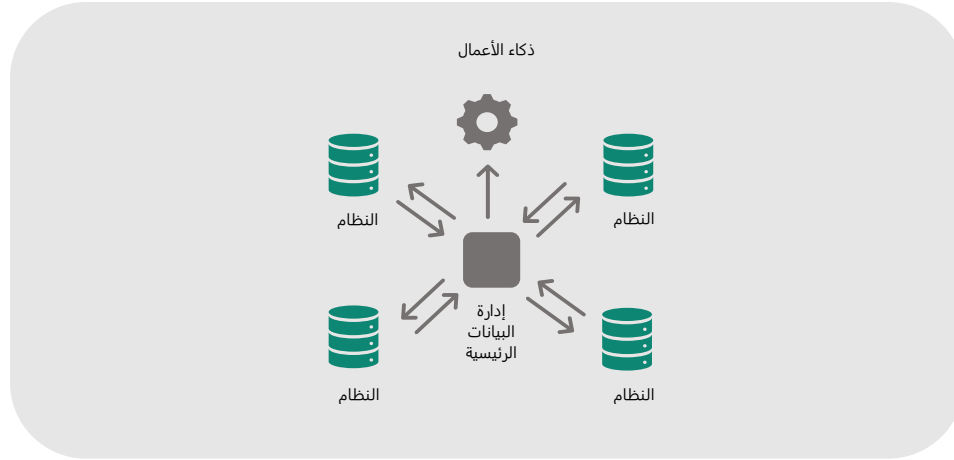 ذكاء الأعمال
النظام
النظام
إدارة
البيانات
الرئيسية
النظام
النظام